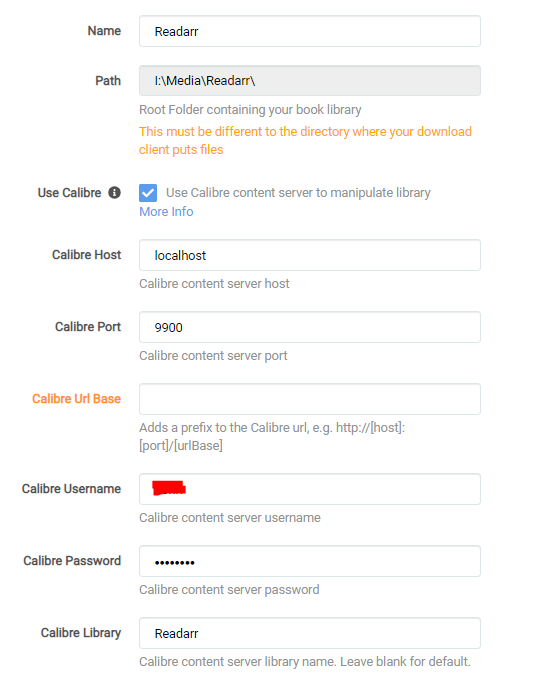 Name Readarr
Path I:\Media\Readarr\
Root Folder containing your book library
This must be different to the directory where your download
client puts files
Use Calibre Use Calibre content server to manipulate library
More Info
Calibre Host localhost
Calibre content server host
Calibre Port 9900
Calibre content server port
Calibre Url Base
Adds a prefix to the Calibre url, e.g. http://[host]:
[port]/[urlBase]
Calibre Username
Calibre content server username
Calibre Password ••••••••
Calibre content server password
Calibre Library Readarr
Calibre content server library name. Leave blank for default.